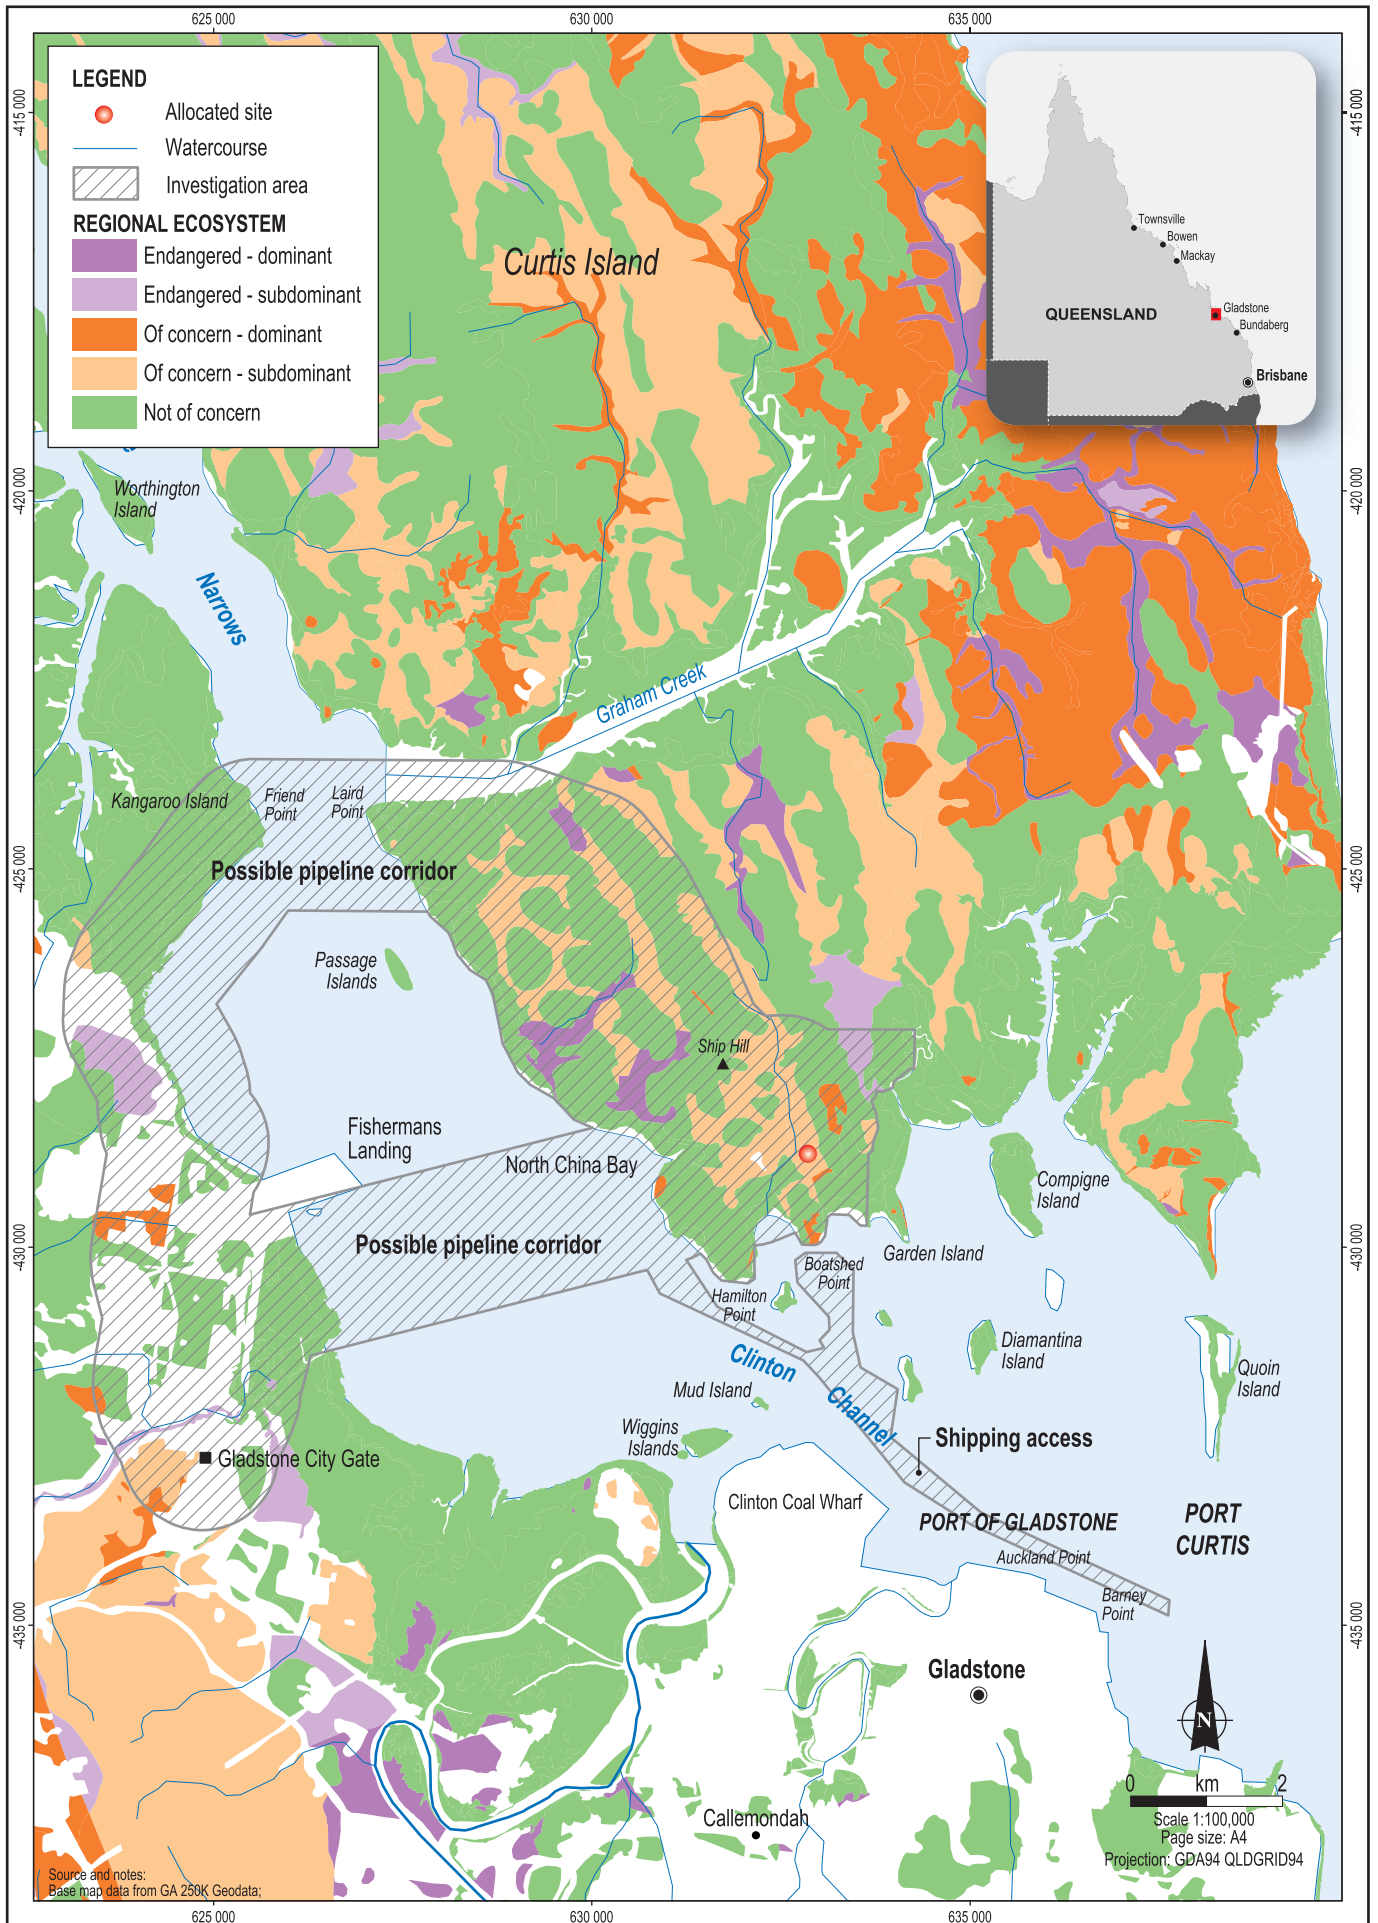 625 000
630 000
635 000
-415 000
-415 000
LEGEND
Allocated site
Watercourse
Investigation area
REGIONAL ECOSYSTEM
Endangered - dominant
Endangered - subdominant
Of concern - dominant
Of concern - subdominant
Not of concern
Curtis Island
Townsville
Bowen
Mackay
QUEENSLAND
Gladstone
Bundaberg
Brisbane
-420 000
-420 000
Worthington
Island
Narrows
Graham Creek
Kangaroo Island
Friend
Point
Laird
Point
-425 000
-425 000
Possible pipeline corridor
Passage
Islands
Ship Hill
Fishermans
Landing
North China Bay
Compigne
Island
-430 000
-430 000
Possible pipeline corridor
Garden Island
Boatshed
Point
Hamilton
Point
Diamantina
Island
Clinton
Channel
Quoin
Island
Mud Island
Wiggins
Islands
Shipping access
Gladstone City Gate
Clinton Coal Wharf
PORT OF GLADSTONE
PORT
CURTIS
Auckland Point
Barney
Point
-435 000
-435 000
Gladstone
N
0 km 2
Scale 1:100,000
Page size: A4
Projection: GDA94 QLDGRID94
Callemondah
Source and notes:
Base map data from GA 250K Geodata;
625 000
630 000
635 000